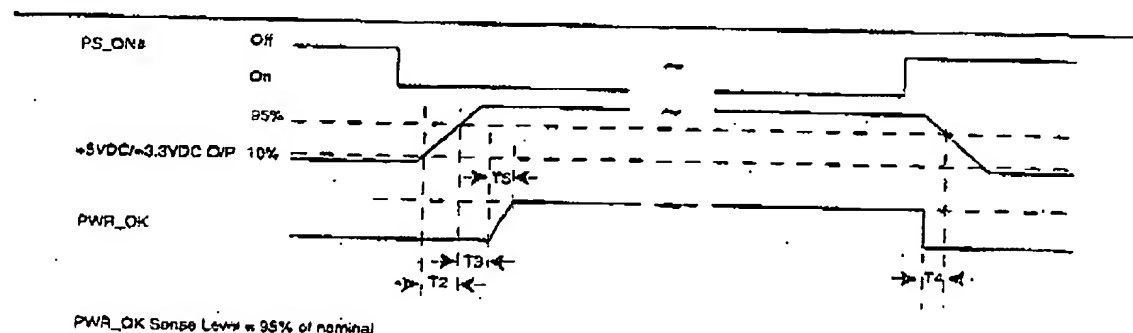 PS_ON#
Off
On
95%
+5VDC/+3.3VDC O/P
10%
T5
PWR_OK
T3
T2
T4
PWR_OK Sense Level = 95% of nominal